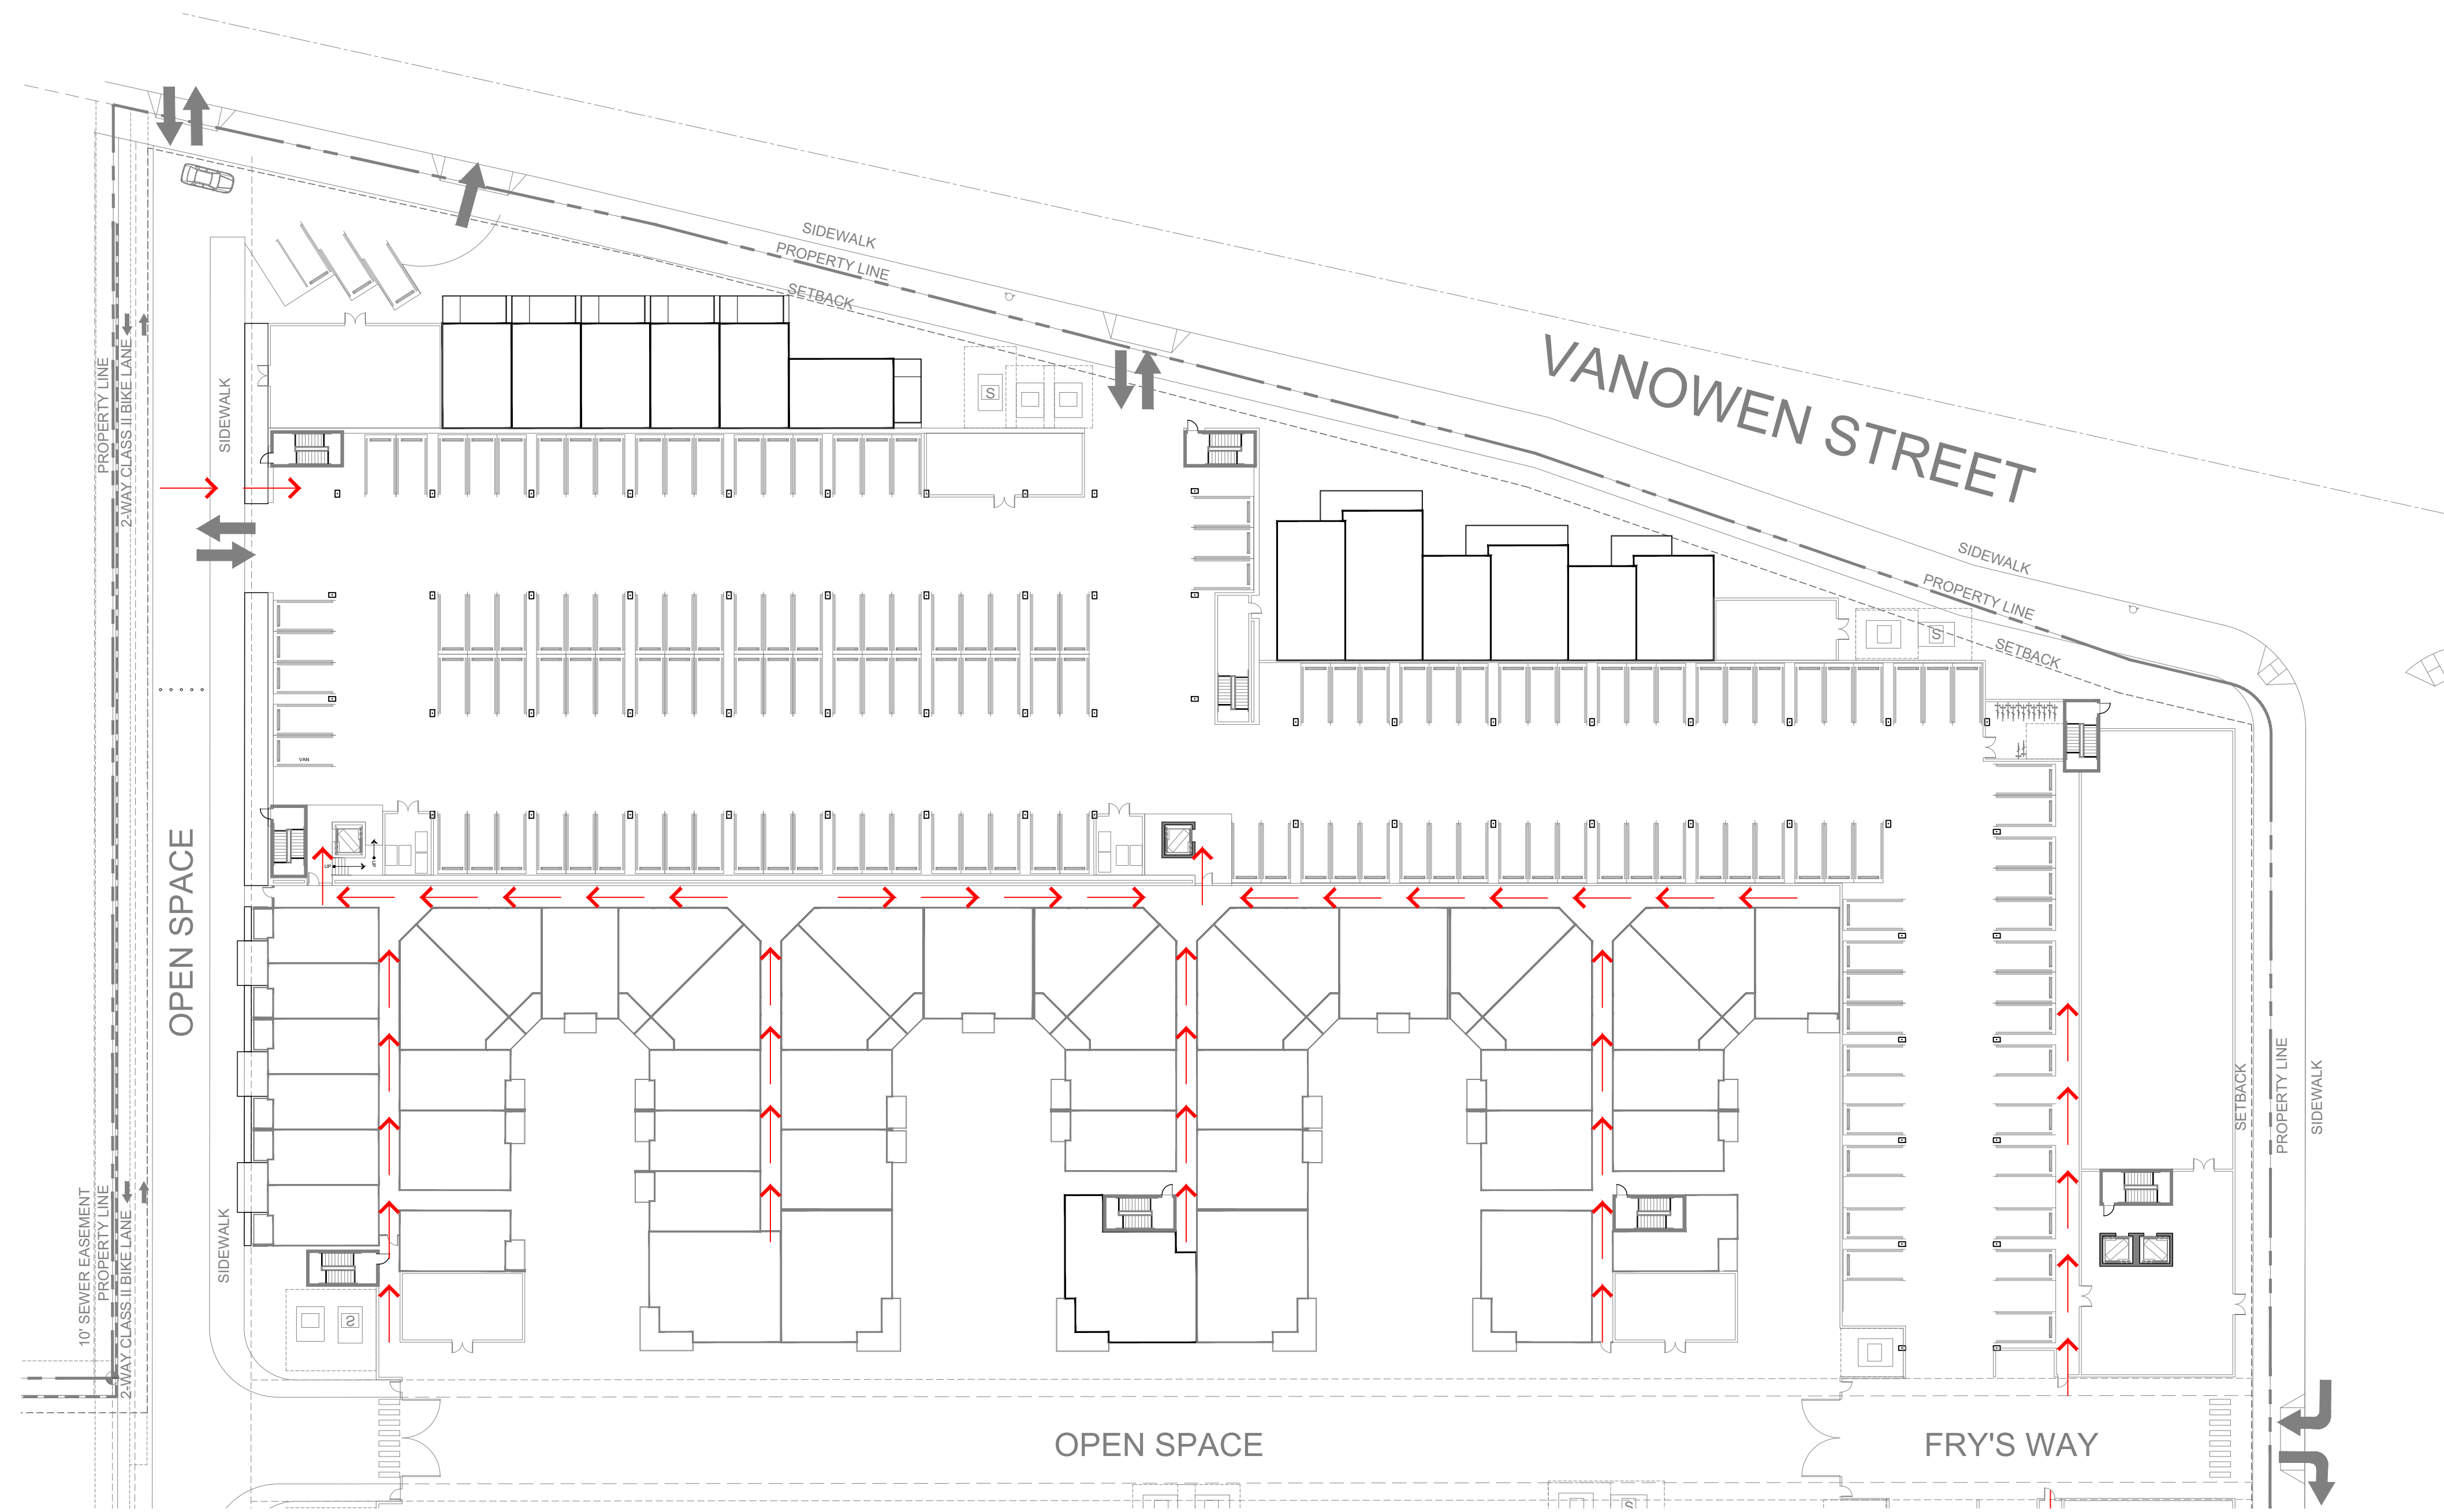 SIDEWALK
PROPERTY LINE
SETBACK
VANOWEN STREET
PROPERTY LINE
2-WAY CLASS II BIKE LANE
SIDEWALK
S
SIDEWALK
PROPERTY LINE
SETBACK
S
VAN
UP
UP
OPEN SPACE
10' SEWER EASEMENT
PROPERTY LINE
2-WAY CLASS II BIKE LANE
SIDEWALK
S
SETBACK
PROPERTY LINE
SIDEWALK
OPEN SPACE
FRY'S WAY
S